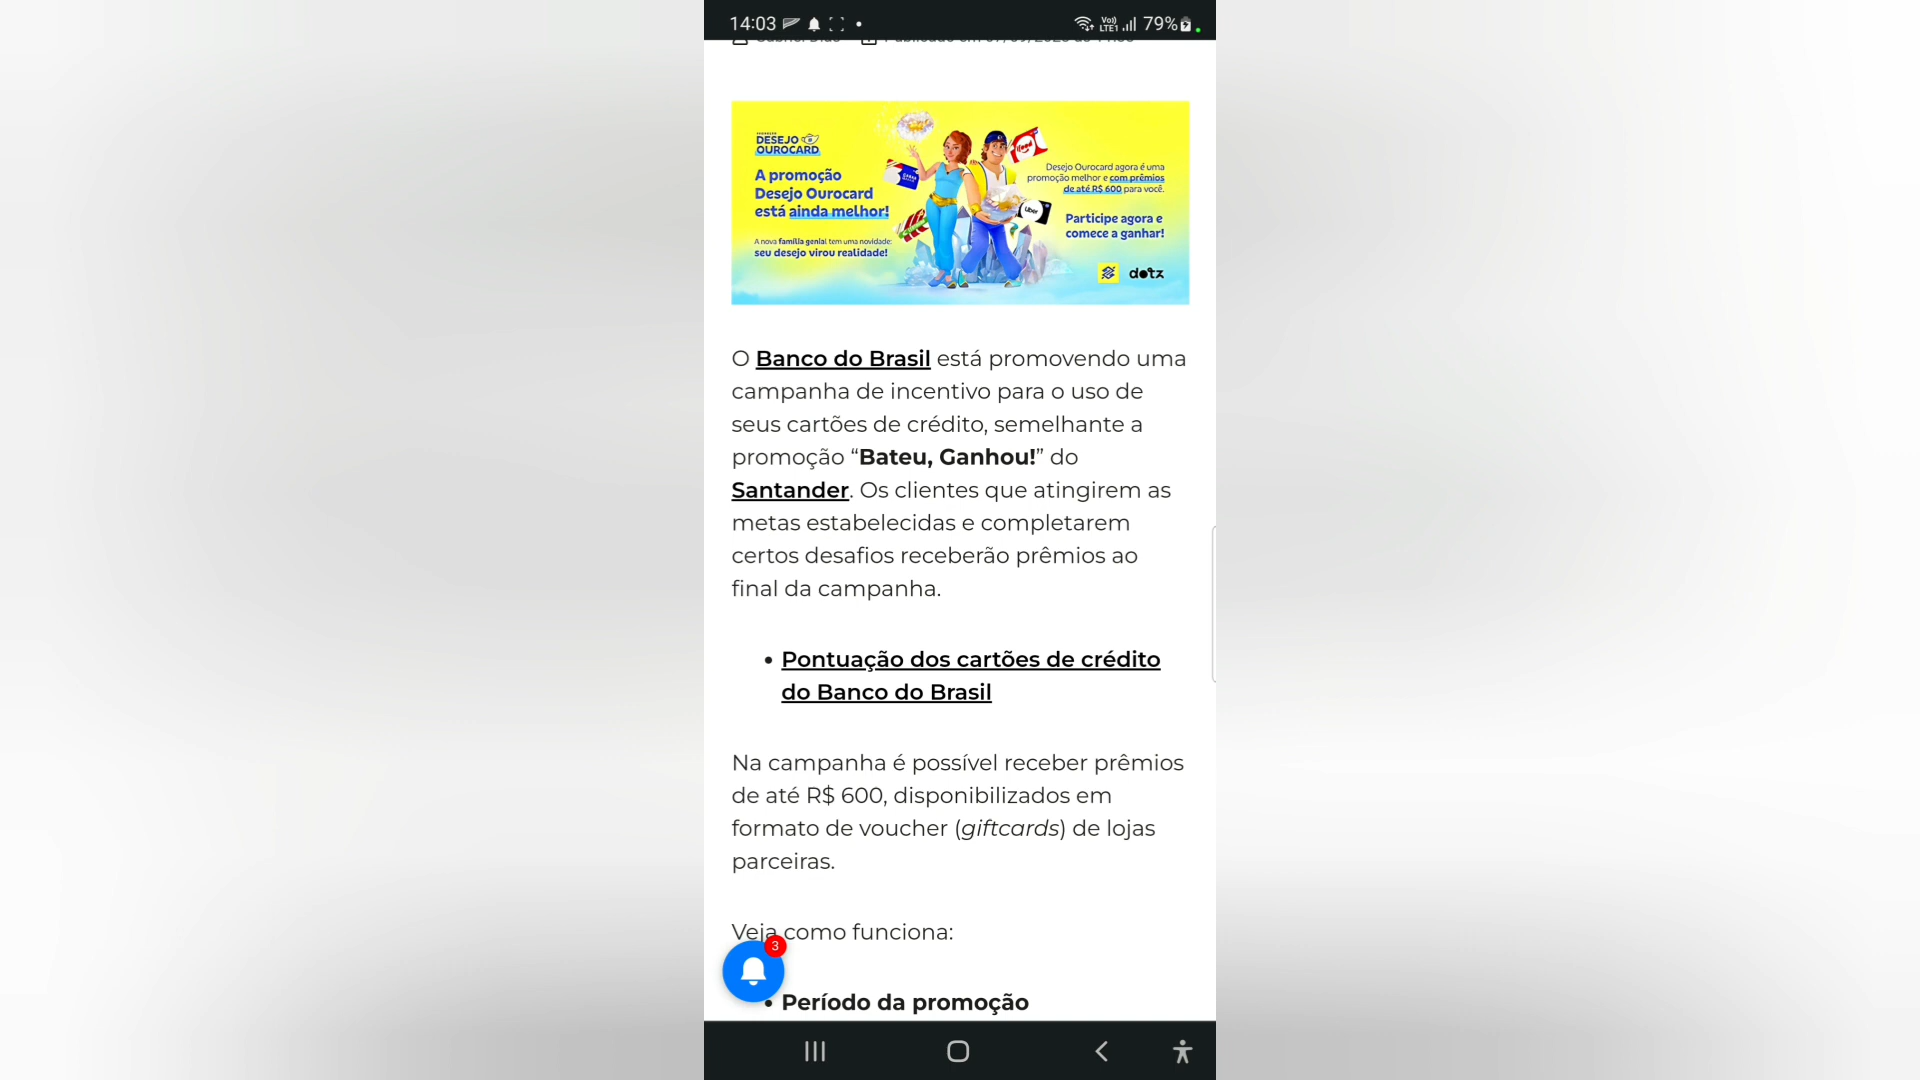 14:03
Vo))
LTE1
79%
DESEJO
OUROCARD
A promoção
Desejo Ourocard
está ainda melhor!
A nova família genial tem uma novidade:
seu desejo virou realidade!
ifood
Uber
Desejo Ourocard agora é uma
promoção melhor e com prêmios
de até R$ 600 para você.
Participe agora e
comece a ganhar!
dotz
O Banco do Brasil está promovendo uma
campanha de incentivo para o uso de
seus cartões de crédito, semelhante a
promoção “Bateu, Ganhou!” do
Santander. Os clientes que atingirem as
metas estabelecidas e completarem
certos desafios receberão prêmios ao
final da campanha.
• Pontuação dos cartões de crédito
do Banco do Brasil
Na campanha é possível receber prêmios
de até R$ 600, disponibilizados em
formato de voucher (giftcards) de lojas
parceiras.
Veja como funciona:
3
• Período da promoção